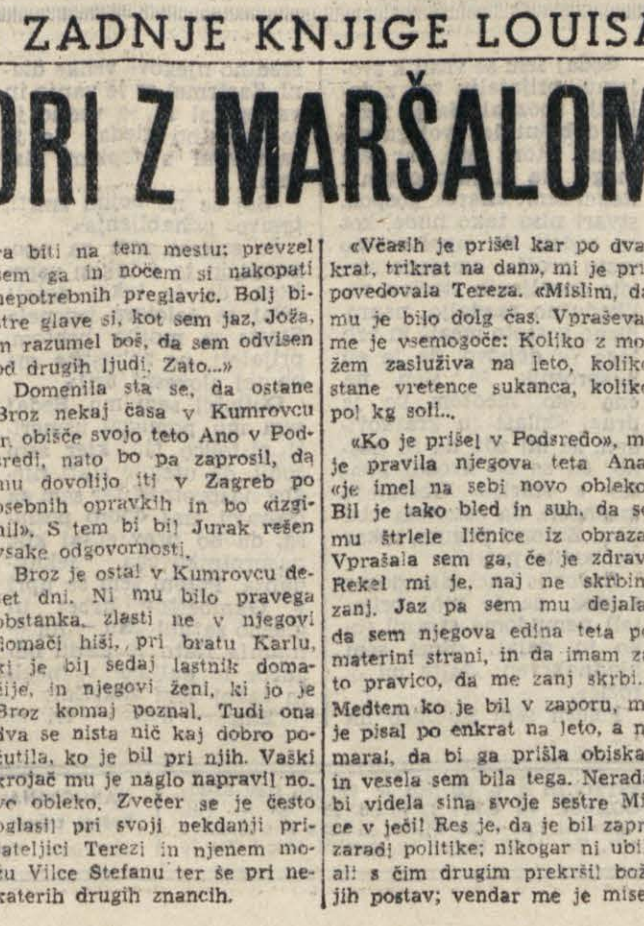 ZADNJE KNJIGE LOUISA
ORI Z MARŠALOM
ra biti na tem mestu; prevzel
sem ga in nočem si nakopati
nepotrebnih preglavic. Bolj bi-
stre glave si, kot sem jaz, Joža,
in razumel boš, da sem odvisen
od drugih ljudi. Zato...»
Domenila sta se, da ostane
Broz nekaj časa v Kumrovcu
ir. obišče svojo teto Ano v Pod-
sredi, nato bo pa zaprosil, da
mu dovolijo iti v Zagreb po
osebnih opravkih in bo «izgi-
nil». S tem bi bil Jurak rešen
vsake odgovornosti.
Broz je ostal v Kumrovcu de-
set dni. Ni mu bilo pravega
obstanka, zlasti ne v njegovi
domači hiši, pri bratu Karlu,
ki je bil sedaj lastnik doma-
čije, in njegovi ženi, ki jo je
Broz komaj poznal. Tudi ona
dva se nista nič kaj dobro po-
čutila, ko je bil pri njih. Vaški
krojač mu je naglo napravil no-
vo obleko. Zvečer se je često
oglasil pri svoji nekdanji pri-
jateljici Terezi in njenem mo-
žu Vilce Stefanu ter še pri ne-
katerih drugih znancih.
«Včasih je prišel kar po dva-
krat, trikrat na dan», mi je pri-
povedovala Tereza. «Mislim, da
mu je bilo dolg čas. Vpraševa
me je vsemogoče: Koliko z mo-
žem zasluživa na leto, koliko
stane vretence sukanca, koliko
pol kg soli...
«Ko je prišel v Podsredo», m
je pravila njegova teta Ana
«je imel na sebi novo obleko
Bil je tako bled in suh, da so
mu štrlele ličnice iz obraza
Vprašala sem ga, če je zdrav
Rekel mi je, naj ne skrbim
zanj. Jaz pa sem mu dejala
da sem njegova edina teta po
materini strani, in da imam za
to pravico, da me zanj skrbi.
Medtem ko je bil v zaporu, m
je pisal po enkrat na leto, a n
maral, da bi ga prišla obiska
in vesela sem bila tega. Nerada
bi videla sina svoje sestre Mi
ce v ječi! Res je, da je bil zapr
zaradi politike; nikogar ni ubi
ali s čim drugim prekršil bož
jih postav; vendar me je mise